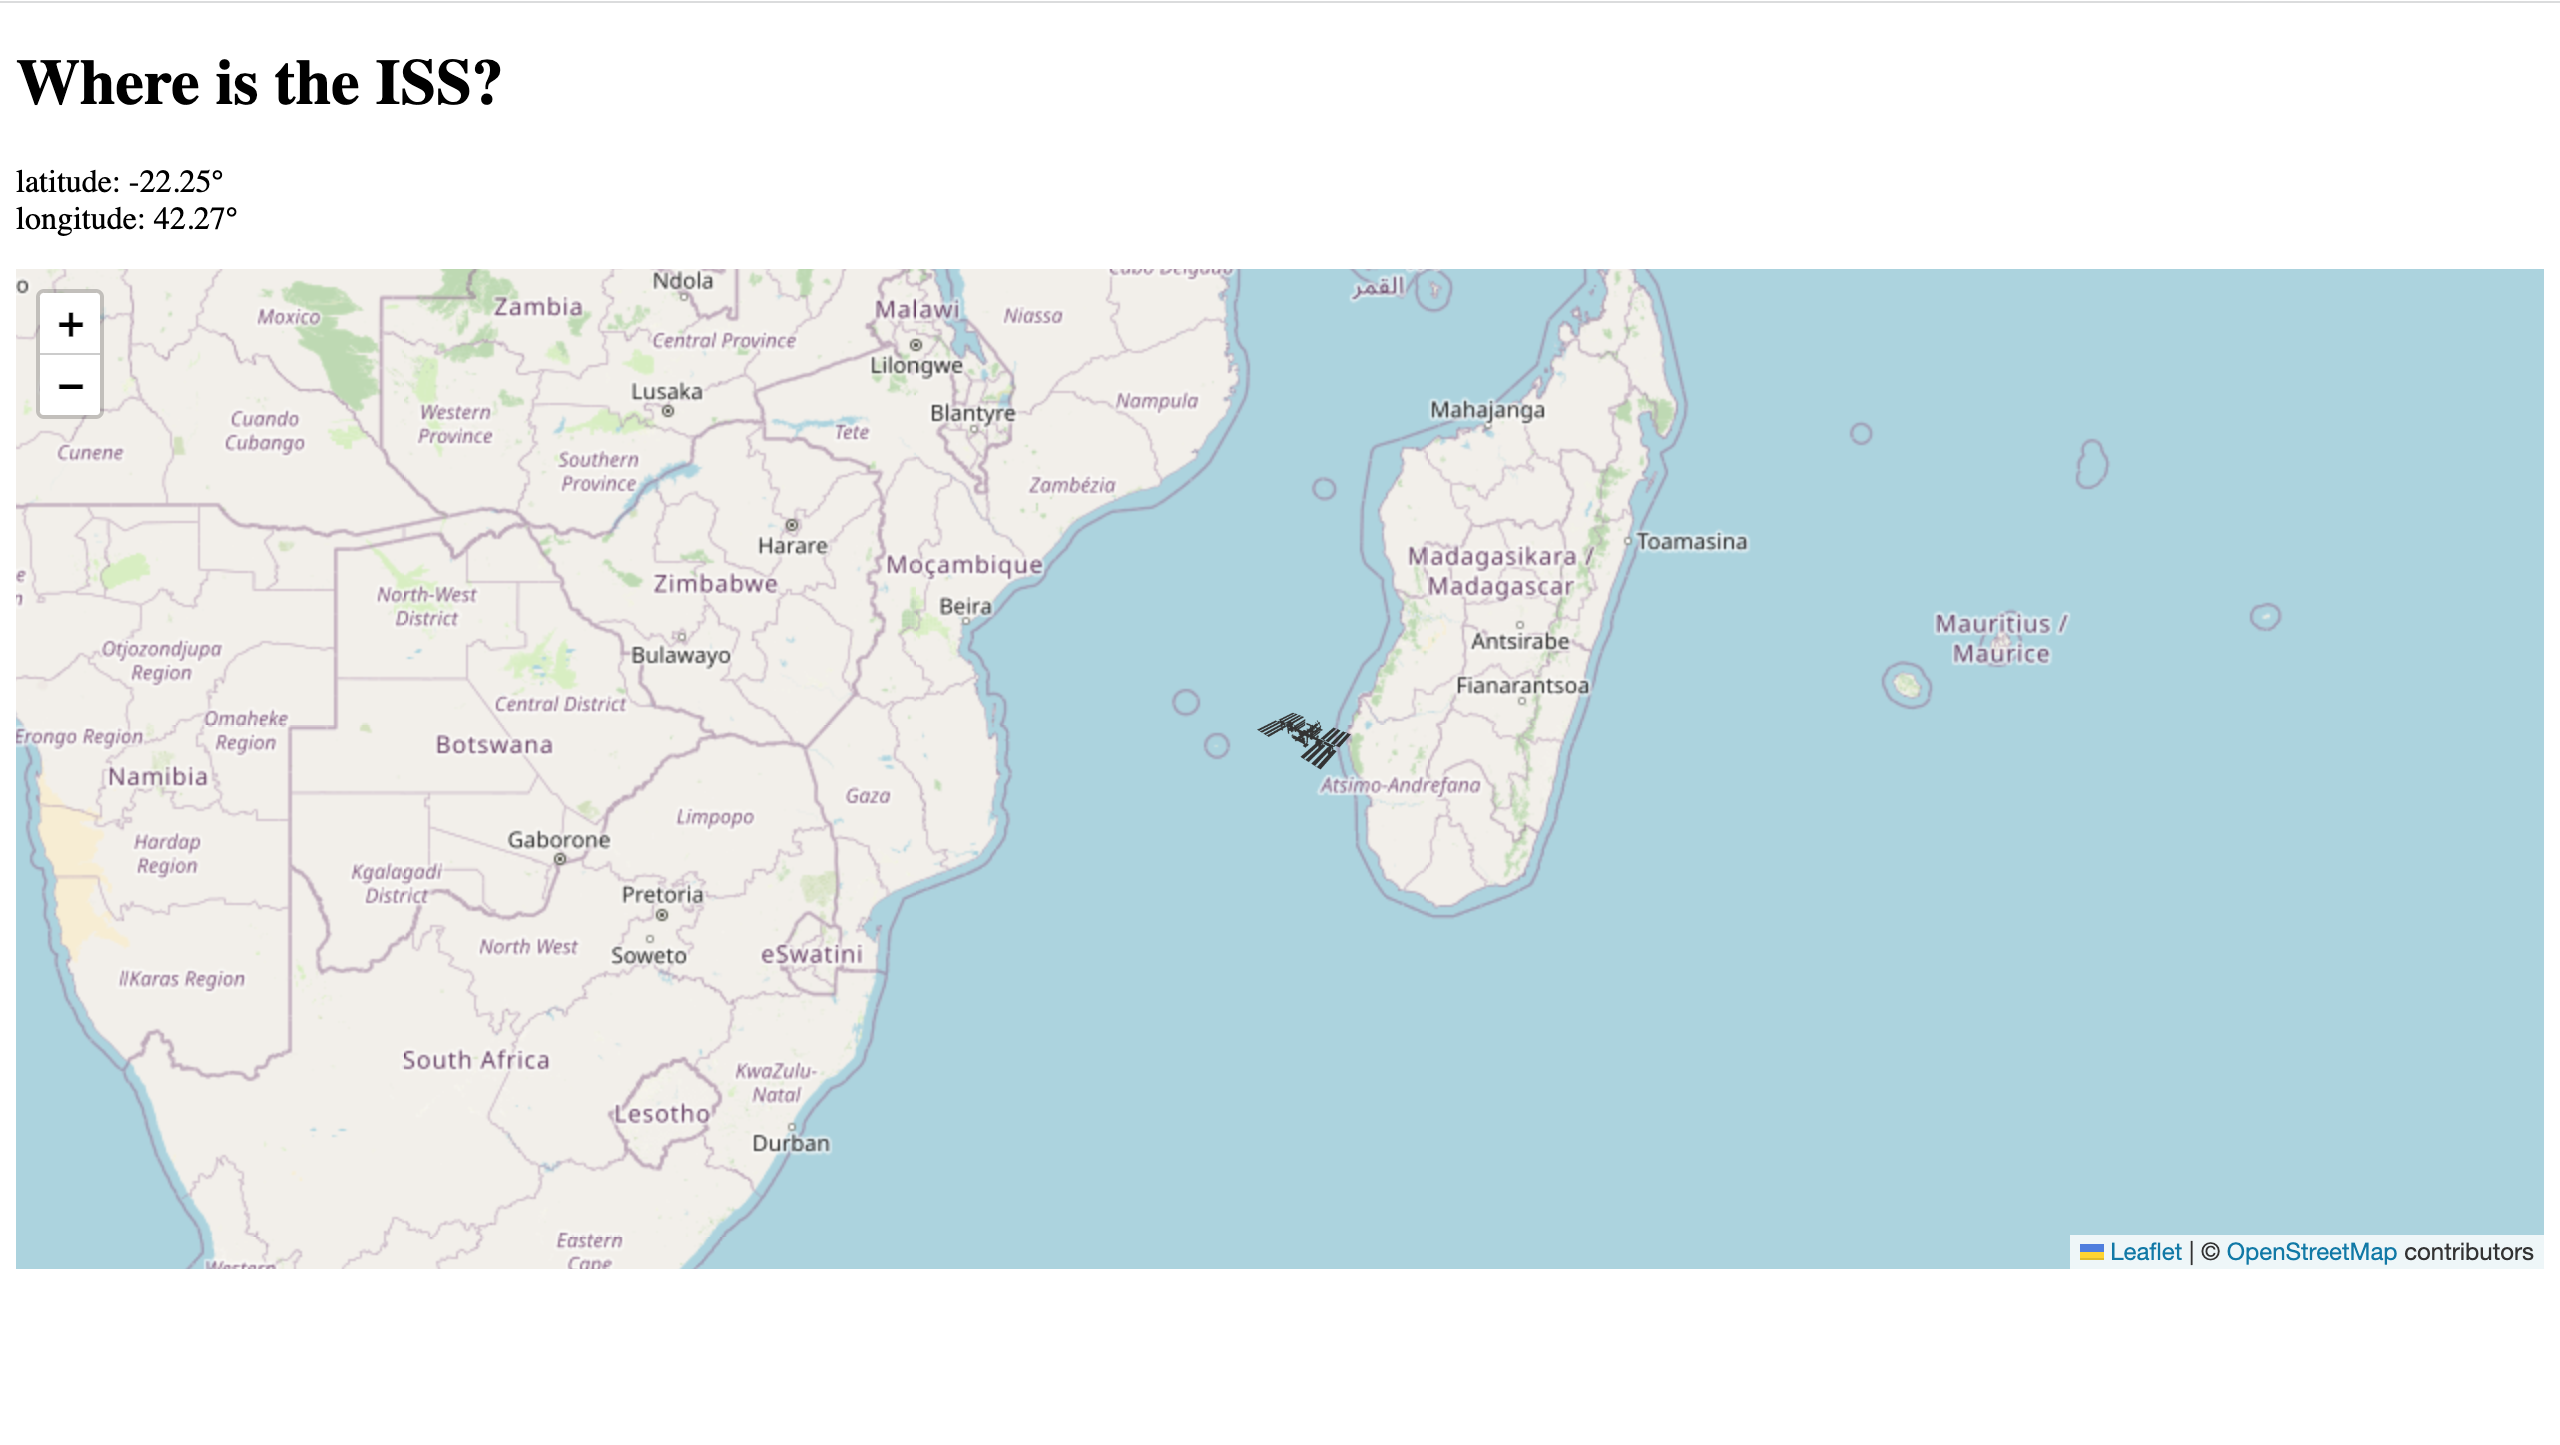 Where is the ISS?
latitude: -22.25°
longitude: 42.27°
+
−
Ndola
Zambia
Moxico
Malawi
Niassa
Cabo Delgado
القمر
Central Province
Lilongwe
Lusaka
Western
Province
Cuando
Cubango
Cunene
Tete
Blantyre
Nampula
Mahajanga
Southern
Province
Zambézia
Harare
Moçambique
Zimbabwe
Beira
Madagasikara /
Madagascar
Toamasina
North-West
District
Bulawayo
Antsirabe
Mauritius /
Maurice
Otjozondjupa
Region
Fianarantsoa
Central District
Omaheke
Region
Erongo Region
Botswana
Namibia
Gaza
Limpopo
Atsimo-Andrefana
Hardap
Region
Gaborone
Kgalagadi
District
Pretoria
North West
Soweto
eSwatini
ǁKaras Region
South Africa
KwaZulu-
Natal
Lesotho
Durban
Eastern
Cape
Western
Leaflet | © OpenStreetMap contributors